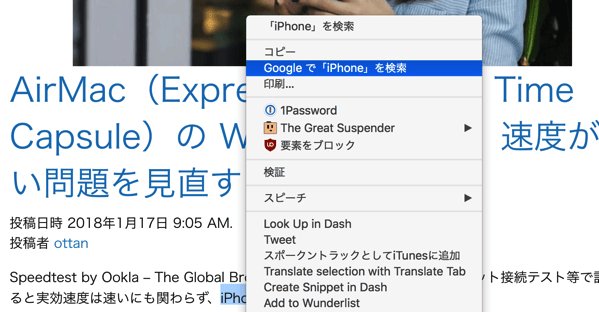 「iPhone」を検索
コピー
Google で「iPhone」を検索
印刷...
AirMac（Expre
Time
Capsule）の W
速度が
い問題を見直す
1Password
The Great Suspender
要素をブロック
検証
スピーチ
投稿日時 2018年1月17日 9:05 AM.
投稿者 ottan
Look Up in Dash
Tweet
スポークントラックとしてiTunesに追加
Translate selection with Translate Tab
Create Snippet in Dash
Add to Wunderlist
Speedtest by Ookla – The Global Bro
ット接続テスト等で
ると実効速度は速いにも関わらず、iPho